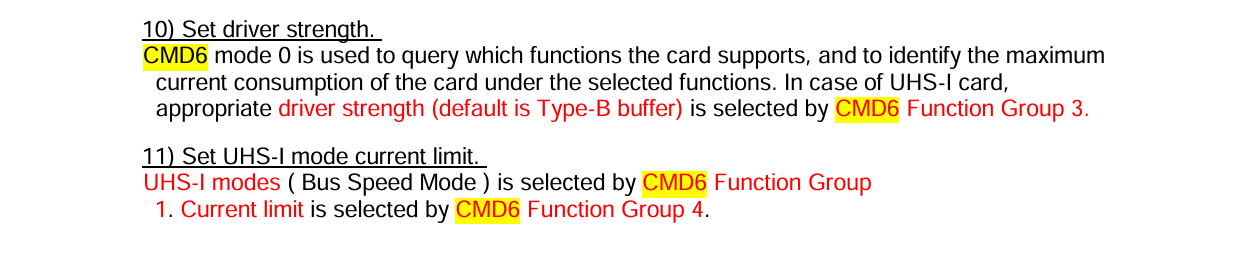 10) Set driver strength.
CMD6 mode 0 is used to query which functions the card supports, and to identify the maximum
current consumption of the card under the selected functions. In case of UHS-I card,
appropriate driver strength (default is Type-B buffer) is selected by CMD6 Function Group 3.
11) Set UHS-I mode current limit.
UHS-I modes ( Bus Speed Mode ) is selected by CMD6 Function Group
1. Current limit is selected by CMD6 Function Group 4.